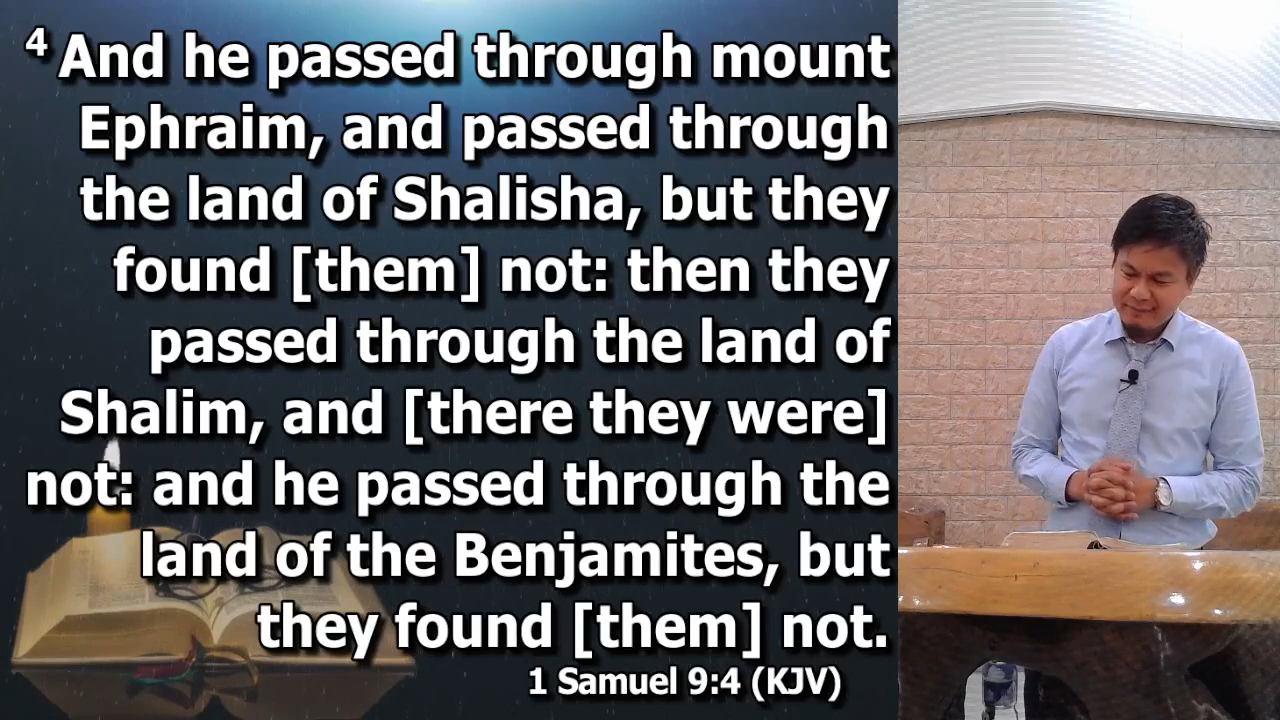 4 And he passed through mount
Ephraim, and passed through
the land of Shalisha, but they
found [them] not: then they
passed through the land of
Shalim, and [there they were]
not: and he passed through the
land of the Benjamites, but
they found [them] not.
1 Samuel 9:4 (KJV)